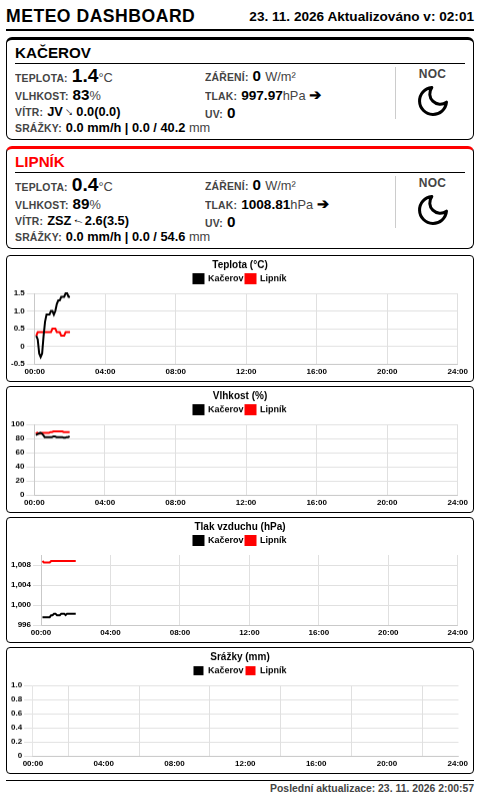 METEO DASHBOARD
23. 11. 2026 Aktualizováno v: 02:01
KAČEROV
TEPLOTA: 1.4°C
ZÁŘENÍ: 0 W/m²
NOC
VLHKOST: 83%
TLAK: 997.97hPa ➔
VÍTR: JV → 0.0(0.0)
UV: 0
SRÁŽKY: 0.0 mm/h | 0.0 / 40.2 mm
LIPNÍK
TEPLOTA: 0.4°C
ZÁŘENÍ: 0 W/m²
NOC
VLHKOST: 89%
TLAK: 1008.81hPa ➔
VÍTR: ZSZ ← 2.6(3.5)
UV: 0
SRÁŽKY: 0.0 mm/h | 0.0 / 54.6 mm
Teplota (°C)
Kačerov Lipník
1.5
1.0
0.5
0
-0.5
00:00 04:00 08:00 12:00 16:00 20:00 24:00
Vlhkost (%)
Kačerov Lipník
100
80
60
40
20
0
00:00 04:00 08:00 12:00 16:00 20:00 24:00
Tlak vzduchu (hPa)
Kačerov Lipník
1,008
1,004
1,000
996
00:00 04:00 08:00 12:00 16:00 20:00 24:00
Srážky (mm)
Kačerov Lipník
1.0
0.8
0.6
0.4
0.2
0
00:00 04:00 08:00 12:00 16:00 20:00 24:00
Poslední aktualizace: 23. 11. 2026 2:00:57